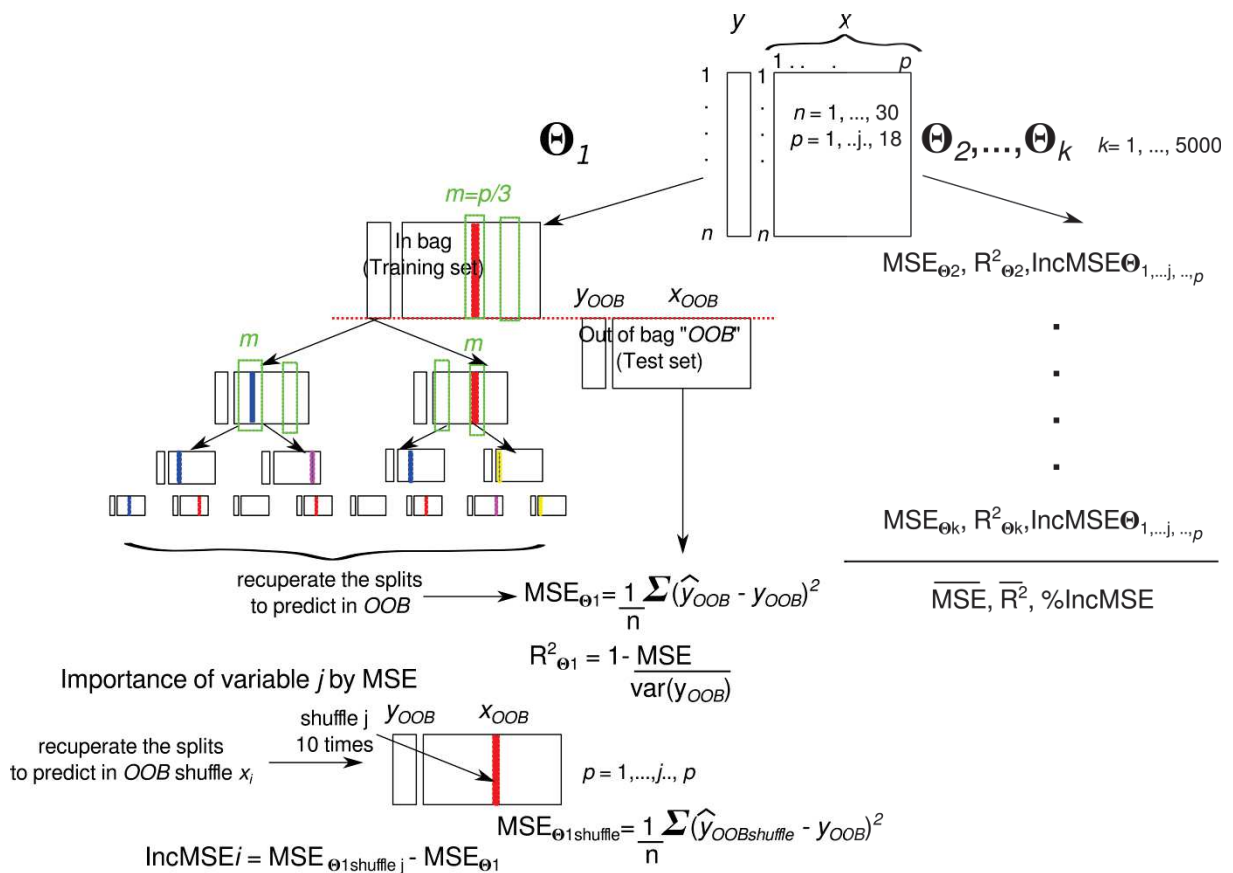 y x
1 . . . p
1 1
. .
. .
. .
n n
n = 1, ..., 30
p = 1, ..j., 18
Θ1
Θ2,...,Θk k= 1, ..., 5000
m=p/3
In bag
(Training set)
yOOB xOOB
Out of bag "OOB"
(Test set)
m m
MSEΘ2, R²Θ2,IncMSEΘ1,...j, ..,p
.
.
.
.
MSEΘk, R²Θk,IncMSEΘ1,...j, ..,p
MSE, R², %IncMSE
recuperate the splits
to predict in OOB
MSEΘ1= 1/n Σ(ŷOOB - yOOB)²
R²Θ1 = 1- MSE/var(yOOB)
Importance of variable j by MSE
shuffle j
10 times
yOOB xOOB
recuperate the splits
to predict in OOB shuffle xi
p = 1,...,j.., p
MSEΘ1shuffle= 1/n Σ(ŷOOBshuffle - yOOB)²
IncMSEi = MSE Θ1shuffle j - MSEΘ1